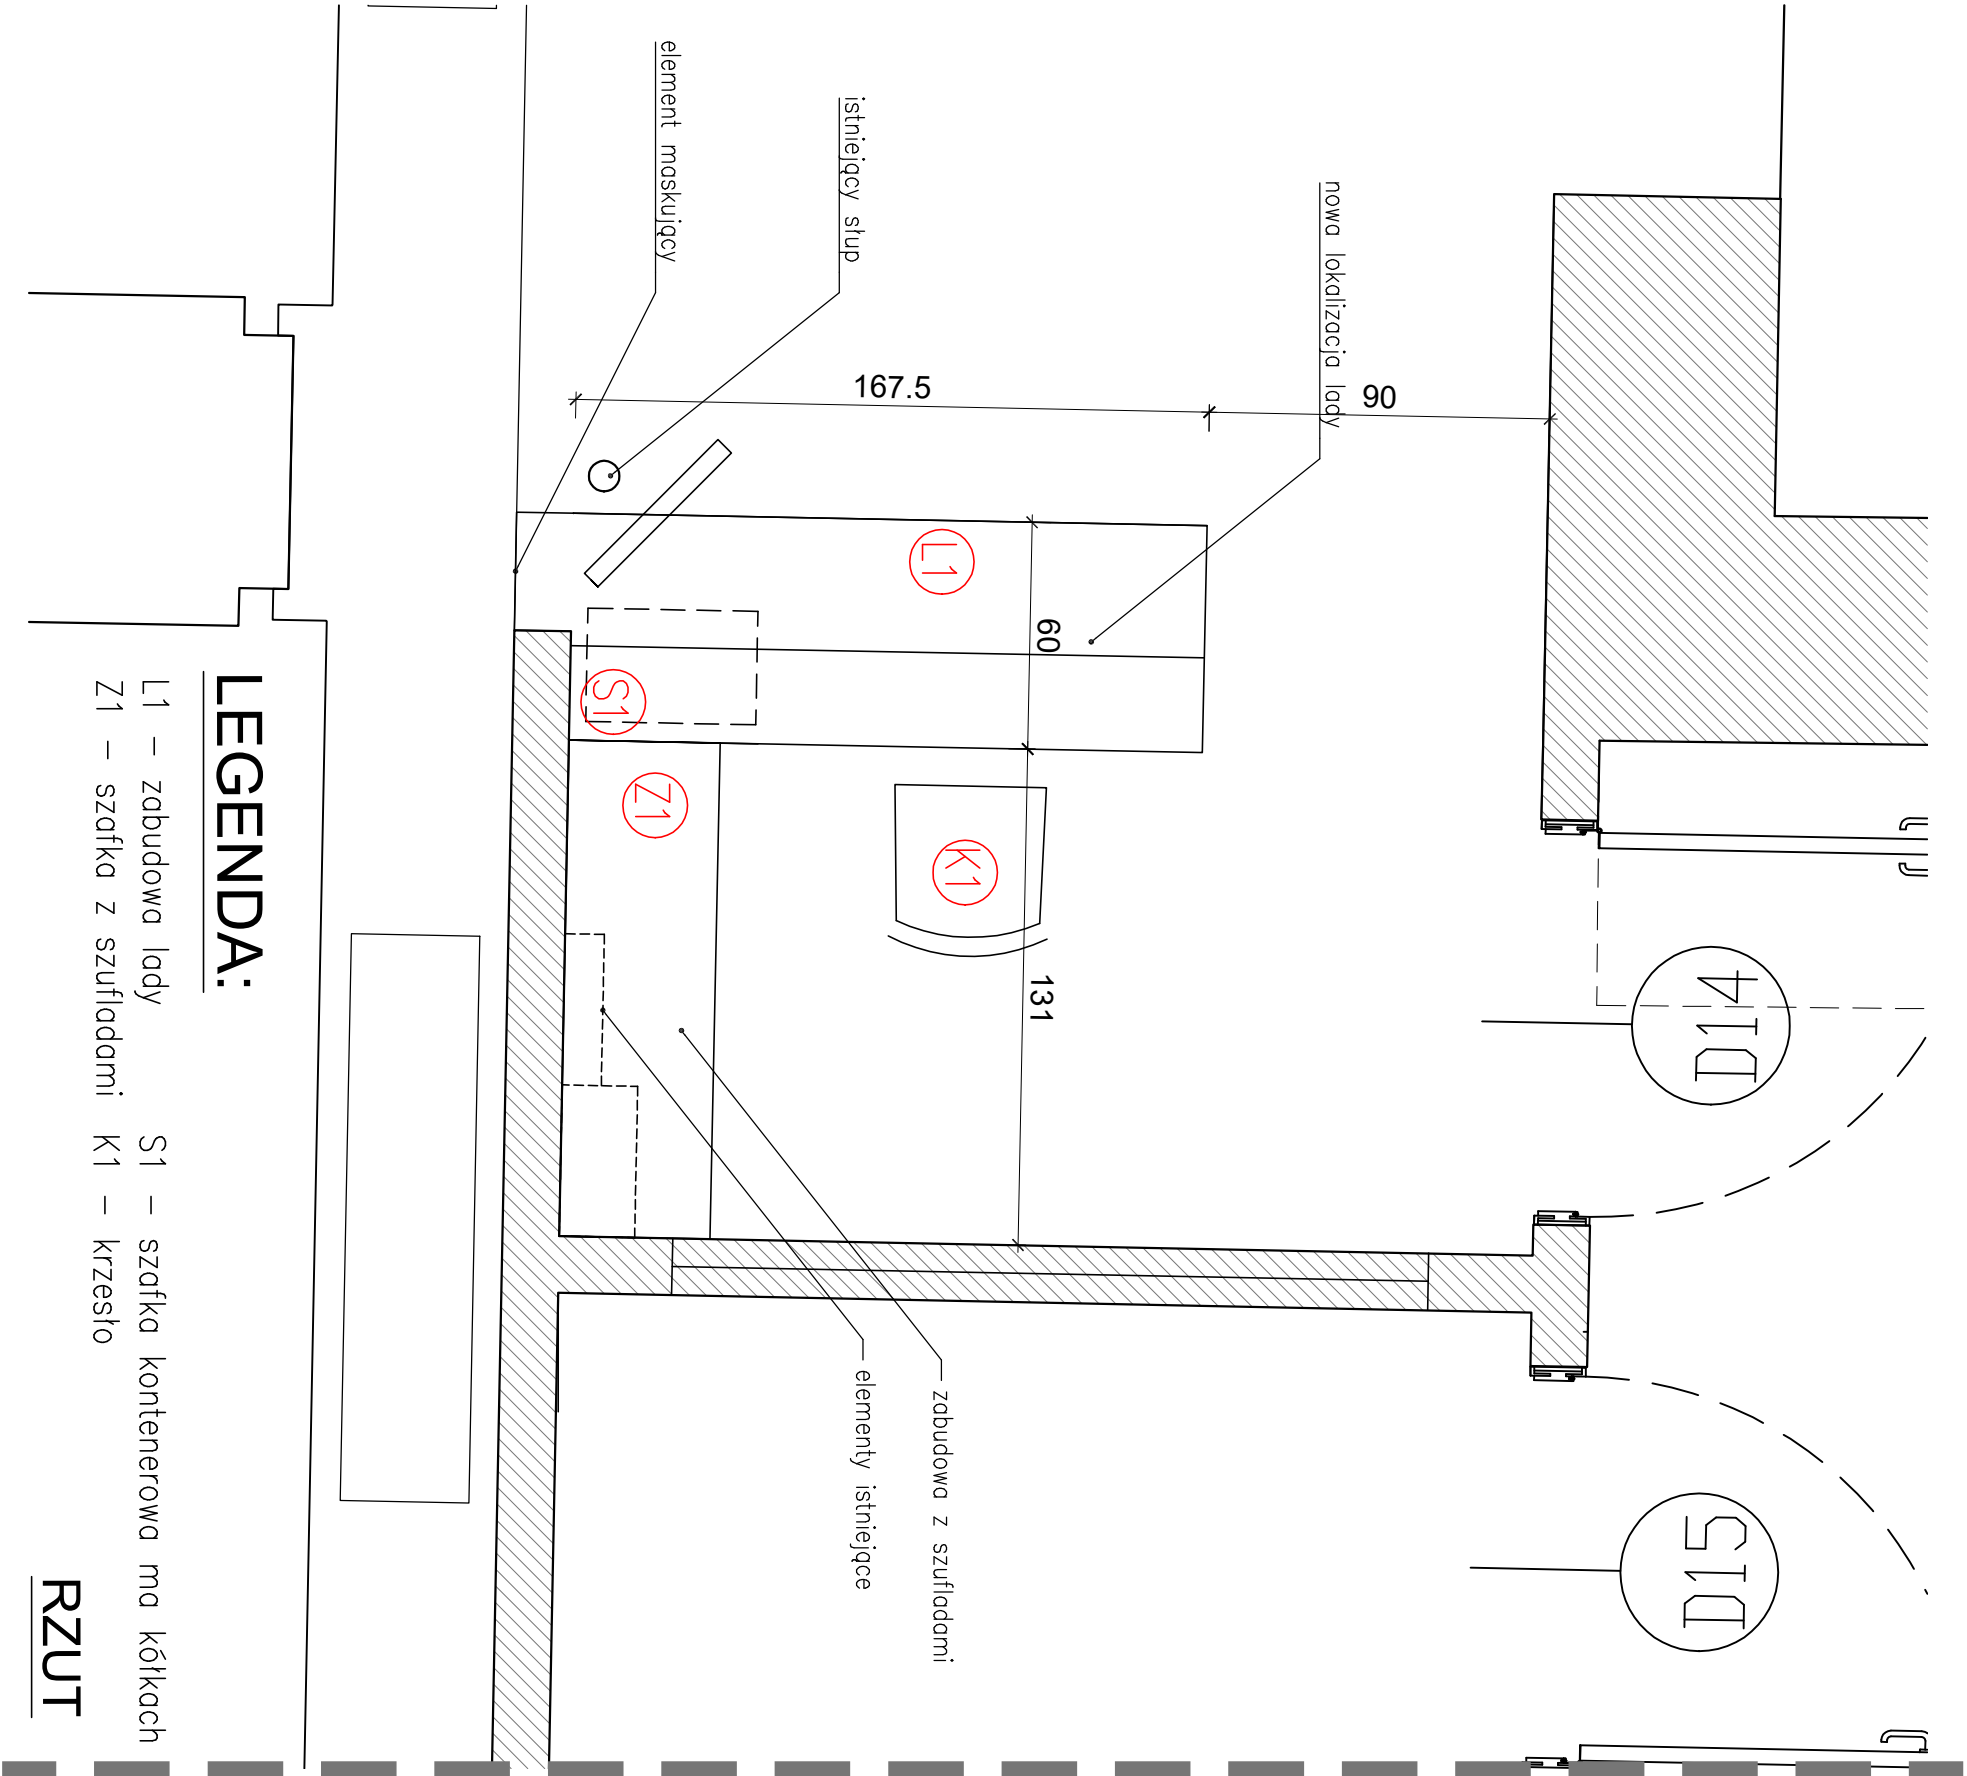 element maskujący
istniejący słup
nowa lokalizacja lady
167.5
90
L1
60
S1
Z1
K1
131
D14
D15
zabudowa z szufladami
elementy istniejące
LEGENDA:
L1 – zabudowa lady S1 – szafka kontenerowa ma kółkach
Z1 – szafka z szufladami K1 – krzesło
RZUT